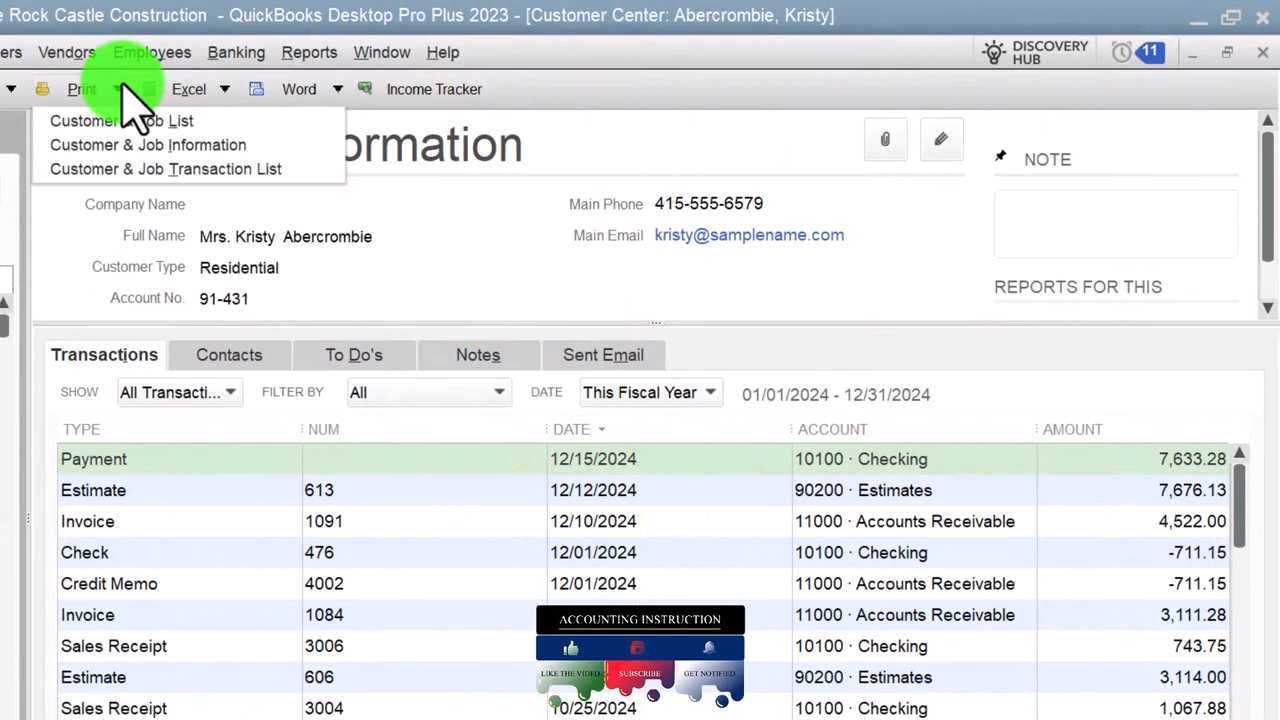 e Rock Castle Construction - QuickBooks Desktop Pro Plus 2023 - [Customer Center: Abercrombie, Kristy]
ers Vendors Employees Banking Reports Window Help DISCOVERY HUB 11
Print Excel Word Income Tracker
Customer & Job List
Customer & Job Information
Customer & Job Transaction List
ormation
NOTE
Company Name
Main Phone 415-555-6579
Full Name Mrs. Kristy Abercrombie
Main Email kristy@samplename.com
Customer Type Residential
Account No. 91-431
REPORTS FOR THIS
Transactions Contacts To Do's Notes Sent Email
SHOW All Transacti... FILTER BY All DATE This Fiscal Year 01/01/2024 - 12/31/2024
TYPE NUM DATE ACCOUNT AMOUNT
Payment 12/15/2024 10100 · Checking 7,633.28
Estimate 613 12/12/2024 90200 · Estimates 7,676.13
Invoice 1091 12/10/2024 11000 · Accounts Receivable 4,522.00
Check 476 12/01/2024 10100 · Checking -711.15
Credit Memo 4002 12/01/2024 11000 · Accounts Receivable -711.15
Invoice 1084 11000 · Accounts Receivable 3,111.28
Sales Receipt 3006 10100 · Checking 743.75
Estimate 606 90200 · Estimates 3,114.00
Sales Receipt 3004 10/25/2024 10100 · Checking 1,067.88
ACCOUNTING INSTRUCTION
LIKE THE VIDEO SUBSCRIBE GET NOTIFIED